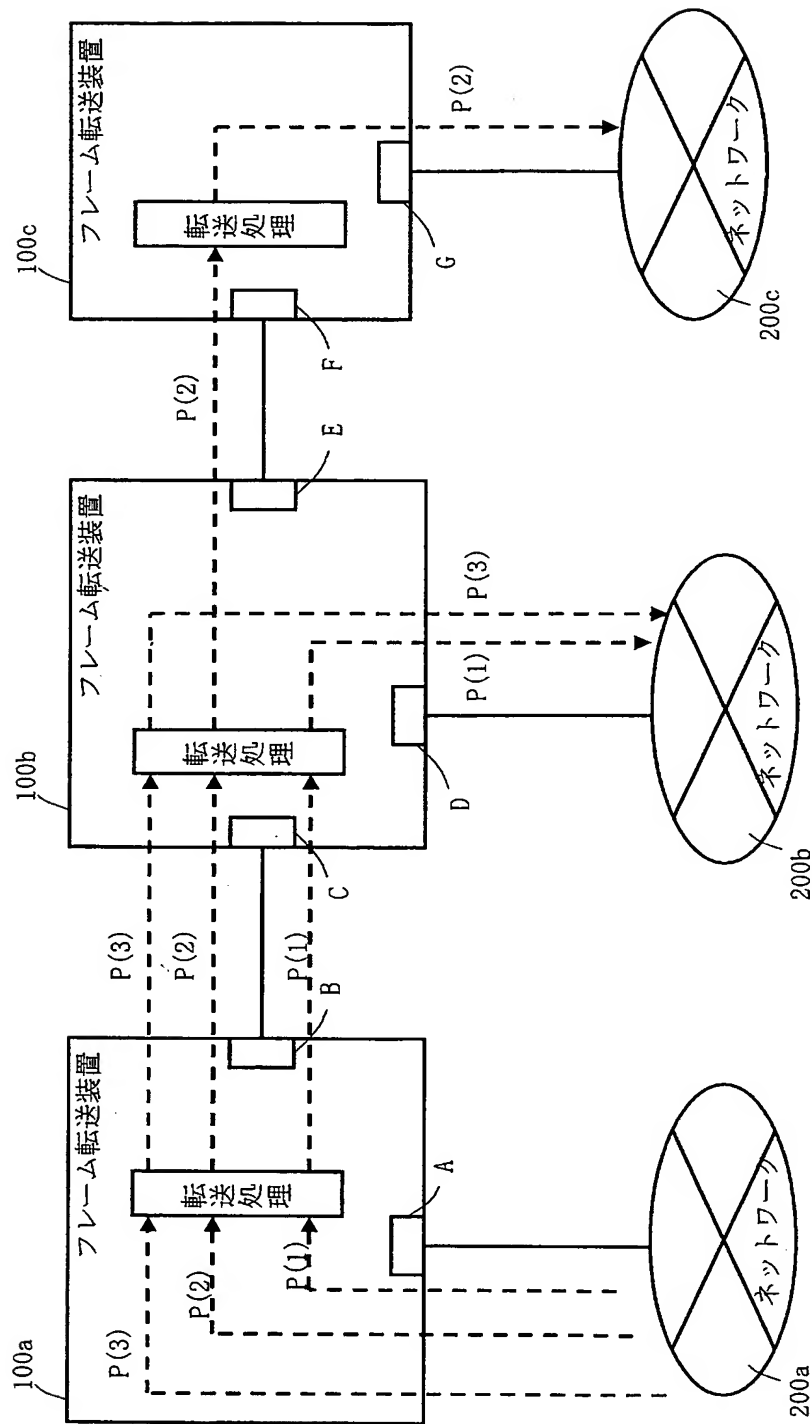 100a
フレーム転送装置
P(3)
P(2)
P(1)
転送処理
A
B
ネットワーク
200a
P(3)
P(2)
P(1)
100b
フレーム転送装置
転送処理
C
D
E
P(3)
P(1)
ネットワーク
200b
P(2)
100c
フレーム転送装置
転送処理
F
G
P(2)
ネットワーク
200c